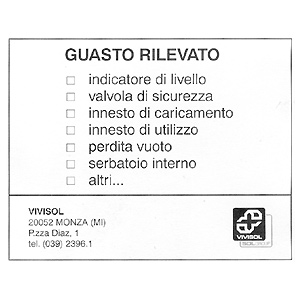 GUASTO RILEVATO
indicatore di livello
valvola di sicurezza
innesto di caricamento
innesto di utilizzo
perdita vuoto
serbatoio interno
altri...
VIVISOL
20052 MONZA (MI)
P.zza Diaz, 1
tel. (039) 2396.1
VIVISOL